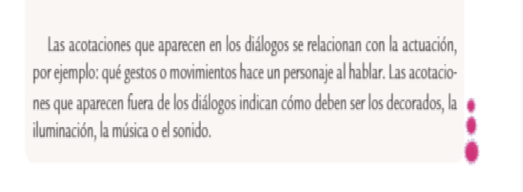 Las acotaciones que aparecen en los diálogos se relacionan con la actuación,
por ejemplo: qué gestos o movimientos hace un personaje al hablar. Las acotacio-
nes que aparecen fuera de los diálogos indican cómo deben ser los decorados, la
iluminación, la música o el sonido.